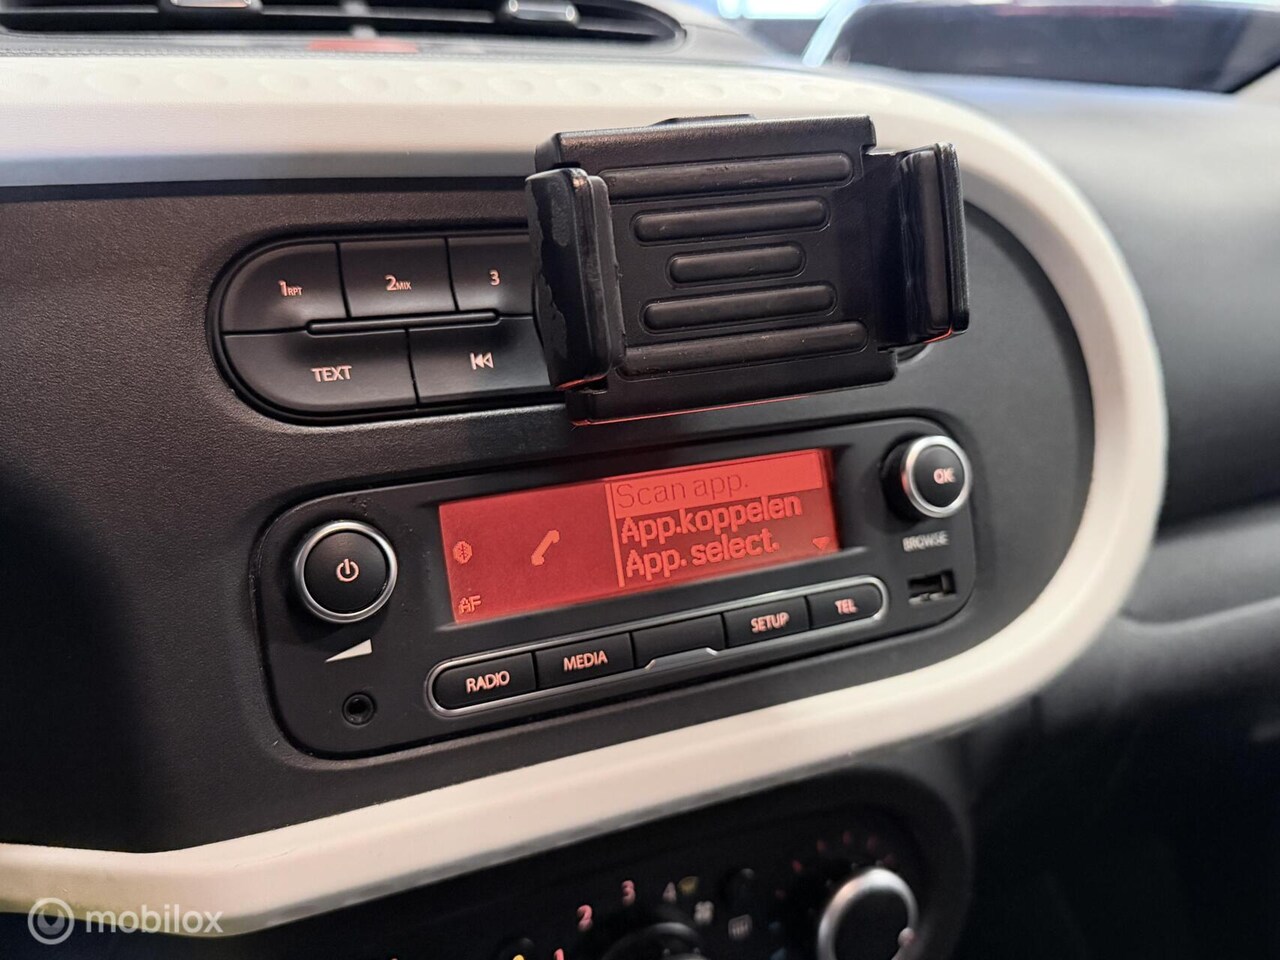 1RPT 2MIX 3
TEXT
Scan app.
App.koppelen
App. select.
AF
OK
BROWSE
RADIO MEDIA SETUP TEL
1 2 3 4
mobilox